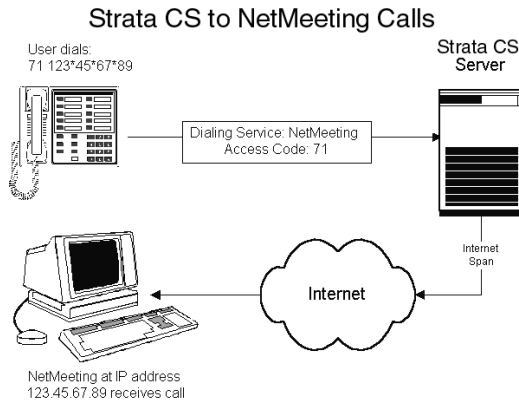 Strata CS to NetMeeting Calls
User dials:
71 123*45*67*89
Strata CS
Server
Dialing Service: NetMeeting
Access Code: 71
Internet
Span
Internet
NetMeeting at IP address
123.45.67.89 receives call